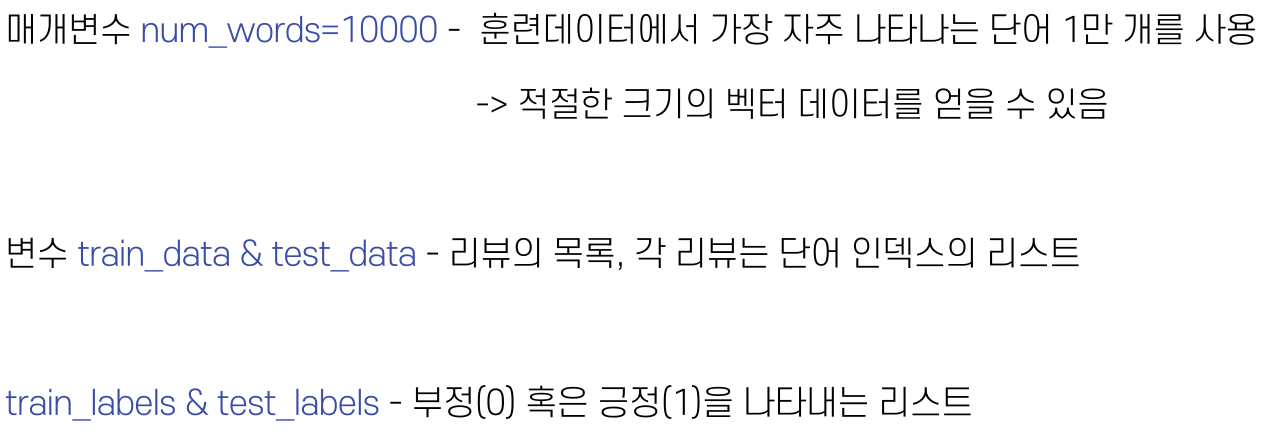 매개변수 num_words=10000 - 훈련데이터에서 가장 자주 나타나는 단어 1만 개를 사용
-> 적절한 크기의 벡터 데이터를 얻을 수 있음
변수 train_data & test_data - 리뷰의 목록, 각 리뷰는 단어 인덱스의 리스트
train_labels & test_labels - 부정(0) 혹은 긍정(1)을 나타내는 리스트